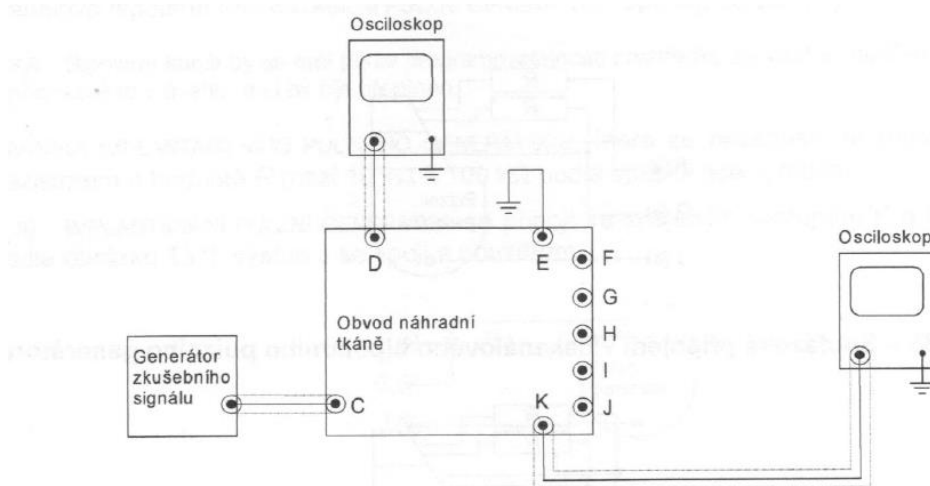 Osciloskop
D
E
F
Osciloskop
G
Obvod náhradní
tkáně
H
Generátor
zkušebního
signálu
I
C
K
J